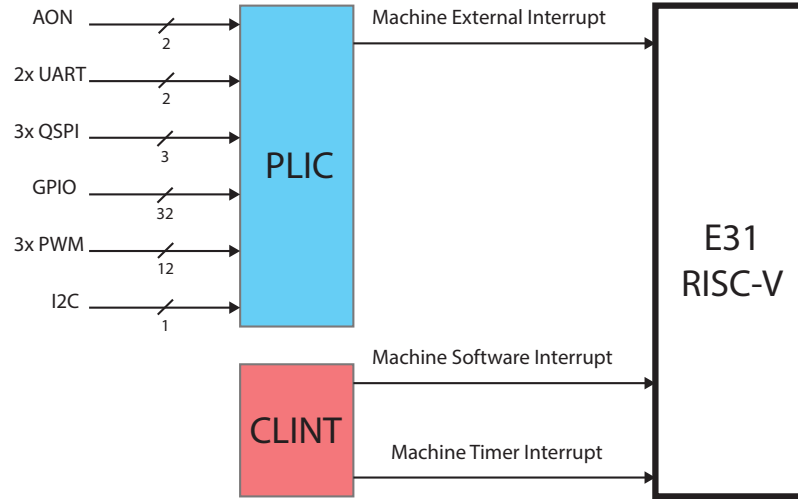 AON
2
2x UART
2
3x QSPI
3
GPIO
32
3x PWM
12
I2C
1
PLIC
Machine External Interrupt
E31
RISC-V
CLINT
Machine Software Interrupt
Machine Timer Interrupt